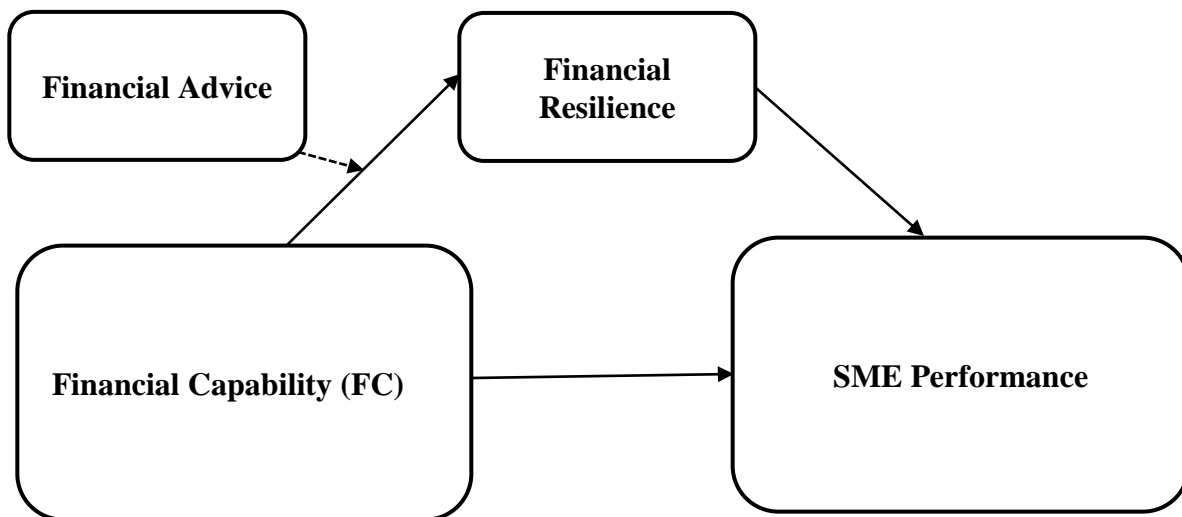 Financial Advice
Financial
Resilience
Financial Capability (FC)
SME Performance